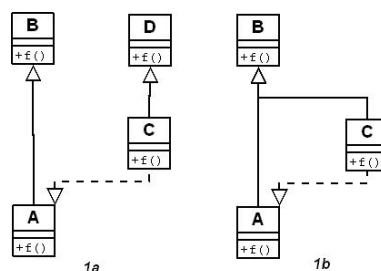 B D B
+f() +f() +f()
C C
+f() +f()
A A
+f() +f()
1a 1b